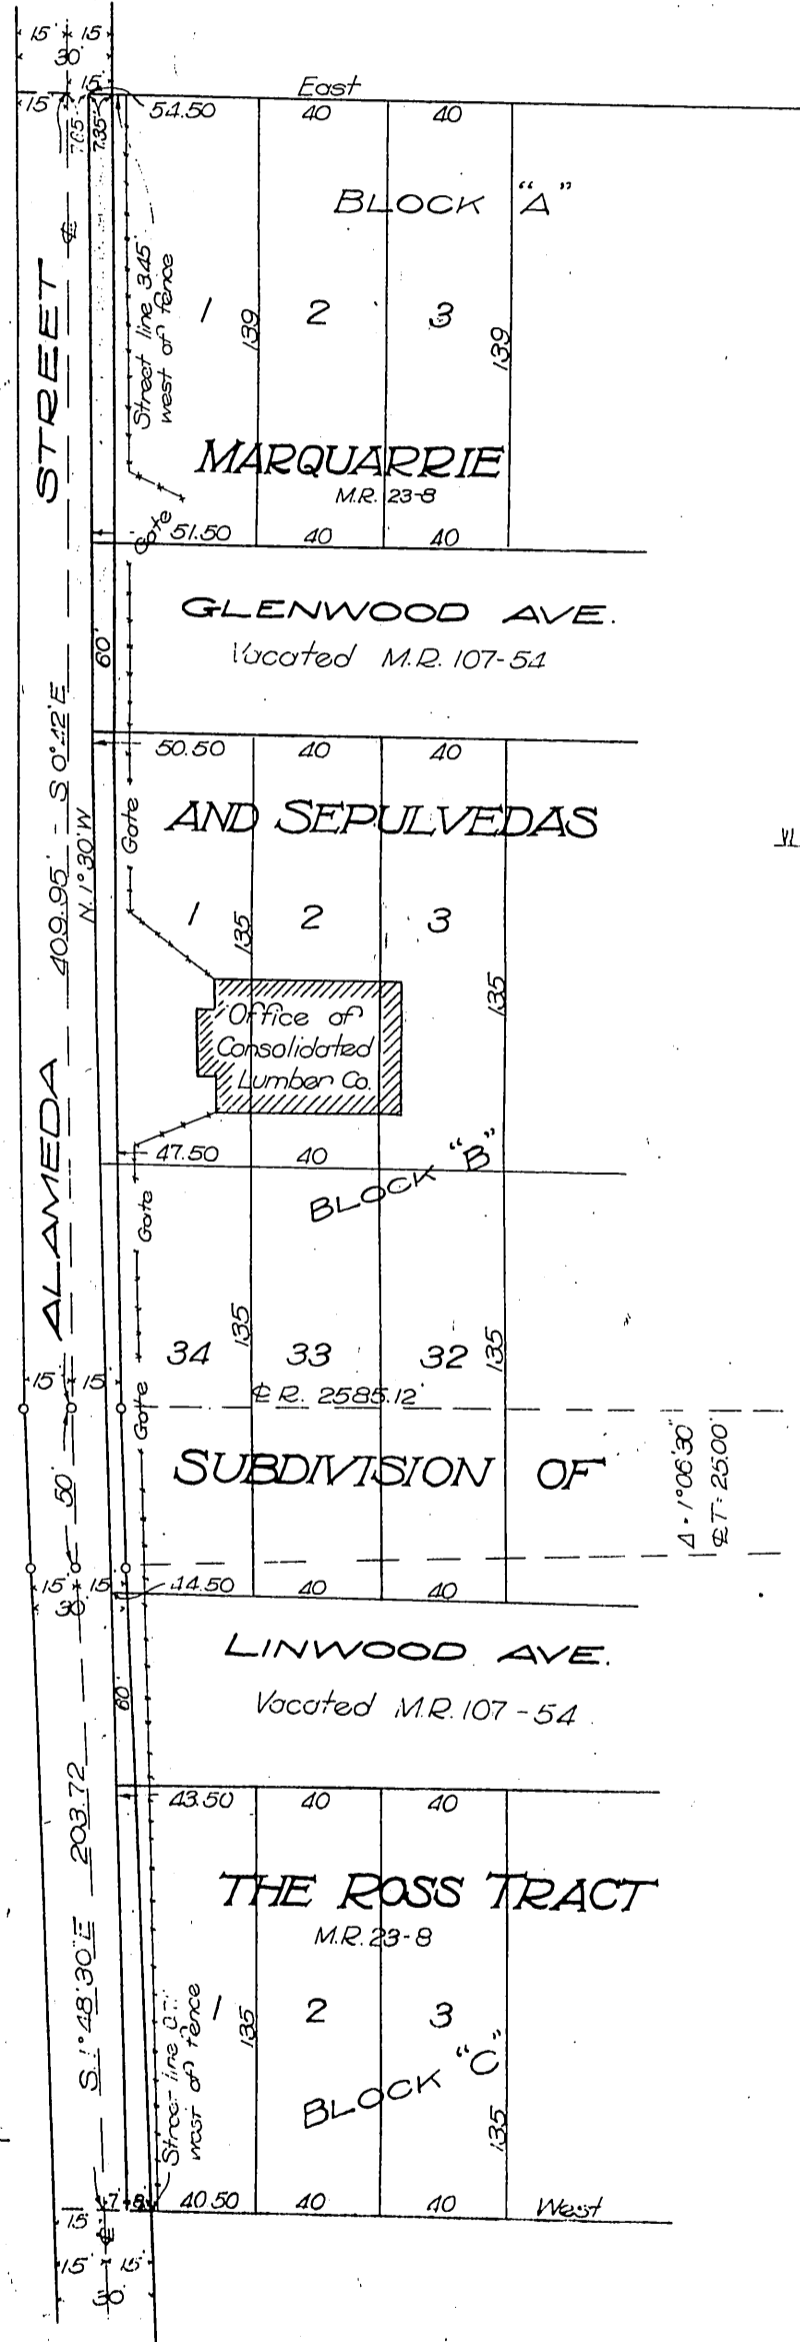 15' 15'
30'
15'
15'
East
54.50 40 40
7.65 7.35
BLOCK "A"
℄
Street line 3.45'
west of fence
1 2 3
139 139
STREET
MARQUARRIE
M.R. 23-8
Gate
51.50 40 40
GLENWOOD AVE.
Vacated M.R. 107-54
60'
50.50 40 40
409.95' - S 0°42'E
N. 1°30'W
Gate
AND SEPULVEDAS
1 2 3
135 135
Office of
Consolidated
Lumber Co.
47.50 40
BLOCK "B"
Gate
ALAMEDA
135 135
34 33 32
15' 15'
℄ R. 2585.12'
Gate
SUBDIVISION OF
Δ = 1°06'30"
℄ T = 25.00'
50'
15' 15'
30'
44.50 40 40
LINWOOD AVE.
Vacated M.R. 107-54
60'
43.50 40 40
203.72
THE ROSS TRACT
M.R. 23-8
S. 1°48'30"E
Street line
west of fence
1 2 3
135
BLOCK "C"
135
40.50 40 40
West
15'
℄
15' 15'
30'